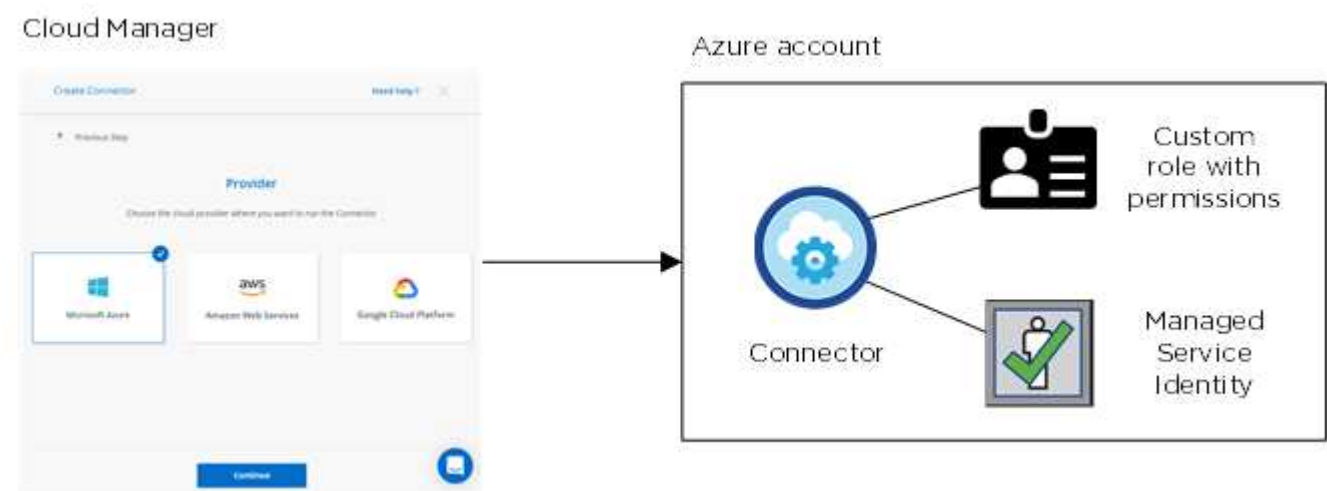 Cloud Manager
Azure account
Create Connector
Need help?
Previous Step
Provider
Choose the cloud provider where you want to run the Connector
aws
Microsoft Azure
Amazon Web Services
Google Cloud Platform
Continue
Connector
Custom
role with
permissions
Managed
Service
Identity